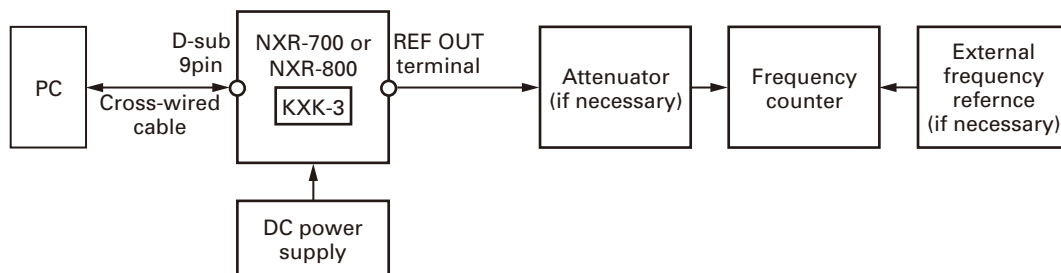 PC
D-sub
9pin
Cross-wired
cable
NXR-700 or
NXR-800
KXK-3
REF OUT
terminal
DC power
supply
Attenuator
(if necessary)
Frequency
counter
External
frequency
refernce
(if necessary)